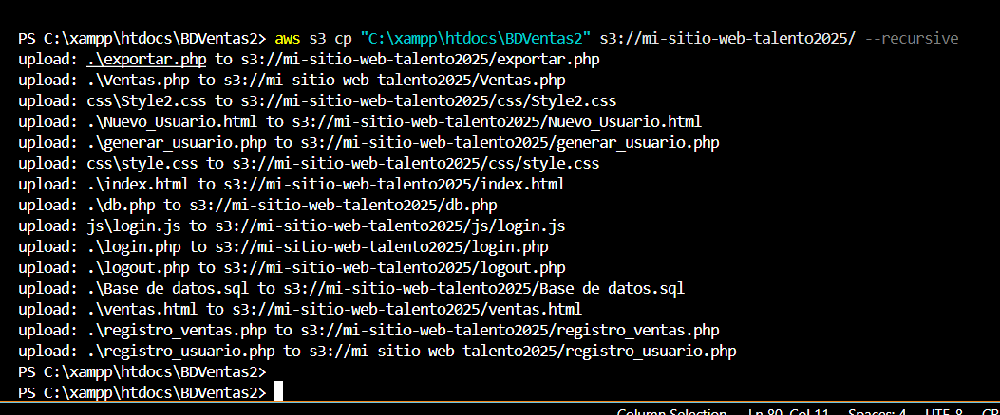 PS C:\xampp\htdocs\BDVentas2> aws s3 cp "C:\xampp\htdocs\BDVentas2" s3://mi-sitio-web-talento2025/ --recursive
upload: .\exportar.php to s3://mi-sitio-web-talento2025/exportar.php
upload: .\Ventas.php to s3://mi-sitio-web-talento2025/Ventas.php
upload: css\Style2.css to s3://mi-sitio-web-talento2025/css/Style2.css
upload: .\Nuevo_Usuario.html to s3://mi-sitio-web-talento2025/Nuevo_Usuario.html
upload: .\generar_usuario.php to s3://mi-sitio-web-talento2025/generar_usuario.php
upload: css\style.css to s3://mi-sitio-web-talento2025/css/style.css
upload: .\index.html to s3://mi-sitio-web-talento2025/index.html
upload: .\db.php to s3://mi-sitio-web-talento2025/db.php
upload: js\login.js to s3://mi-sitio-web-talento2025/js/login.js
upload: .\login.php to s3://mi-sitio-web-talento2025/login.php
upload: .\logout.php to s3://mi-sitio-web-talento2025/logout.php
upload: .\Base de datos.sql to s3://mi-sitio-web-talento2025/Base de datos.sql
upload: .\ventas.html to s3://mi-sitio-web-talento2025/ventas.html
upload: .\registro_ventas.php to s3://mi-sitio-web-talento2025/registro_ventas.php
upload: .\registro_usuario.php to s3://mi-sitio-web-talento2025/registro_usuario.php
PS C:\xampp\htdocs\BDVentas2>
PS C:\xampp\htdocs\BDVentas2>
Column Selection Ln 80, Col 11 Spaces: 4 UTF-8 CR